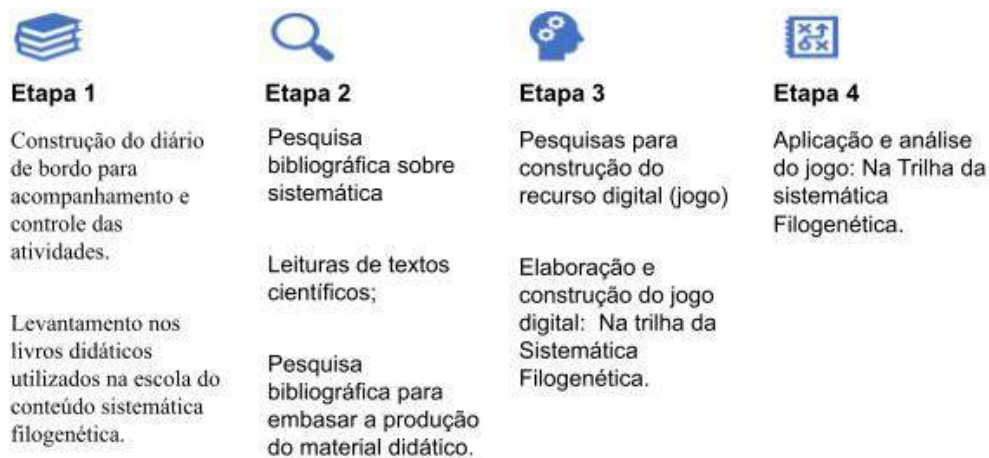 Etapa 1
Construção do diário
de bordo para
acompanhamento e
controle das
atividades.
Levantamento nos
livros didáticos
utilizados na escola do
conteúdo sistemática
filogenética.
Etapa 2
Pesquisa
bibliográfica sobre
sistemática
Leituras de textos
científicos;
Pesquisa
bibliográfica para
embasar a produção
do material didático.
Etapa 3
Pesquisas para
construção do
recurso digital (jogo)
Elaboração e
construção do jogo
digital: Na trilha da
Sistemática
Filogenética.
Etapa 4
Aplicação e análise
do jogo: Na Trilha da
sistemática
Filogenética.